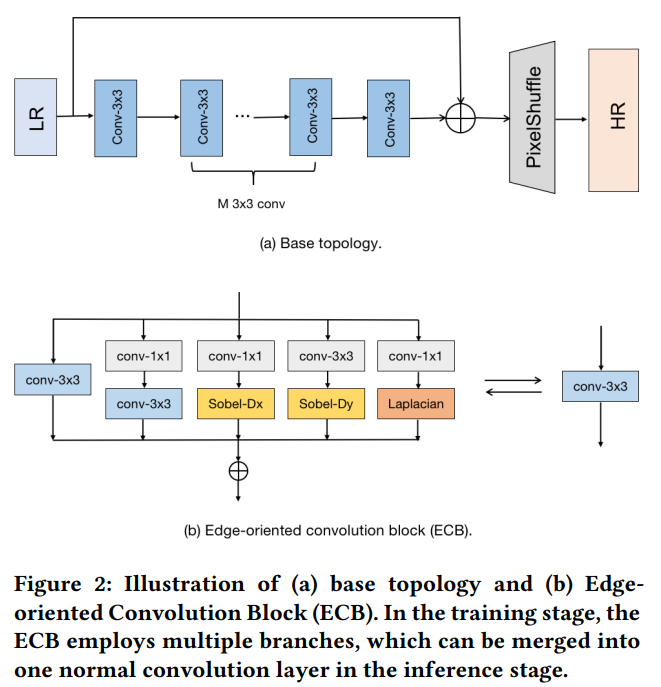 LR
Conv-3x3
Conv-3x3
...
Conv-3x3
Conv-3x3
PixelShuffle
HR
M 3x3 conv
(a) Base topology.
conv-3x3
conv-1x1
conv-1x1
conv-3x3
conv-1x1
conv-3x3
Sobel-Dx
Sobel-Dy
Laplacian
conv-3x3
(b) Edge-oriented convolution block (ECB).
Figure 2: Illustration of (a) base topology and (b) Edge-
oriented Convolution Block (ECB). In the training stage, the
ECB employs multiple branches, which can be merged into
one normal convolution layer in the inference stage.